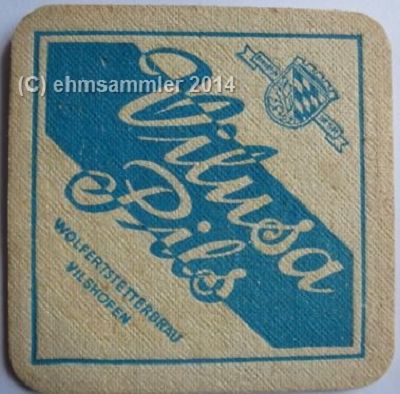 (C) ehmsammler 2014
Vilusa
Pils
WOLFERTSTETTERBRÄU
VILSHOFEN